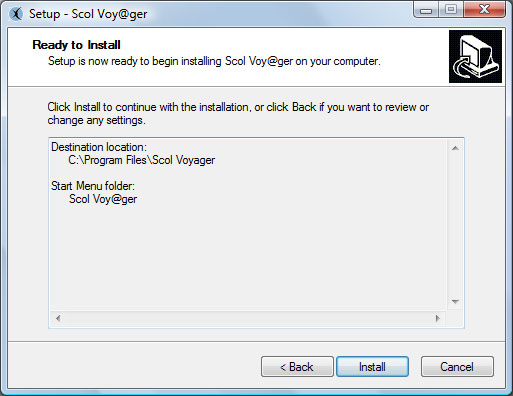 Setup - Scol Voy@ger
Ready to Install
Setup is now ready to begin installing Scol Voy@ger on your computer.
Click Install to continue with the installation, or click Back if you want to review or
change any settings.
Destination location:
C:\Program Files\Scol Voyager
Start Menu folder:
Scol Voy@ger
< Back
Install
Cancel